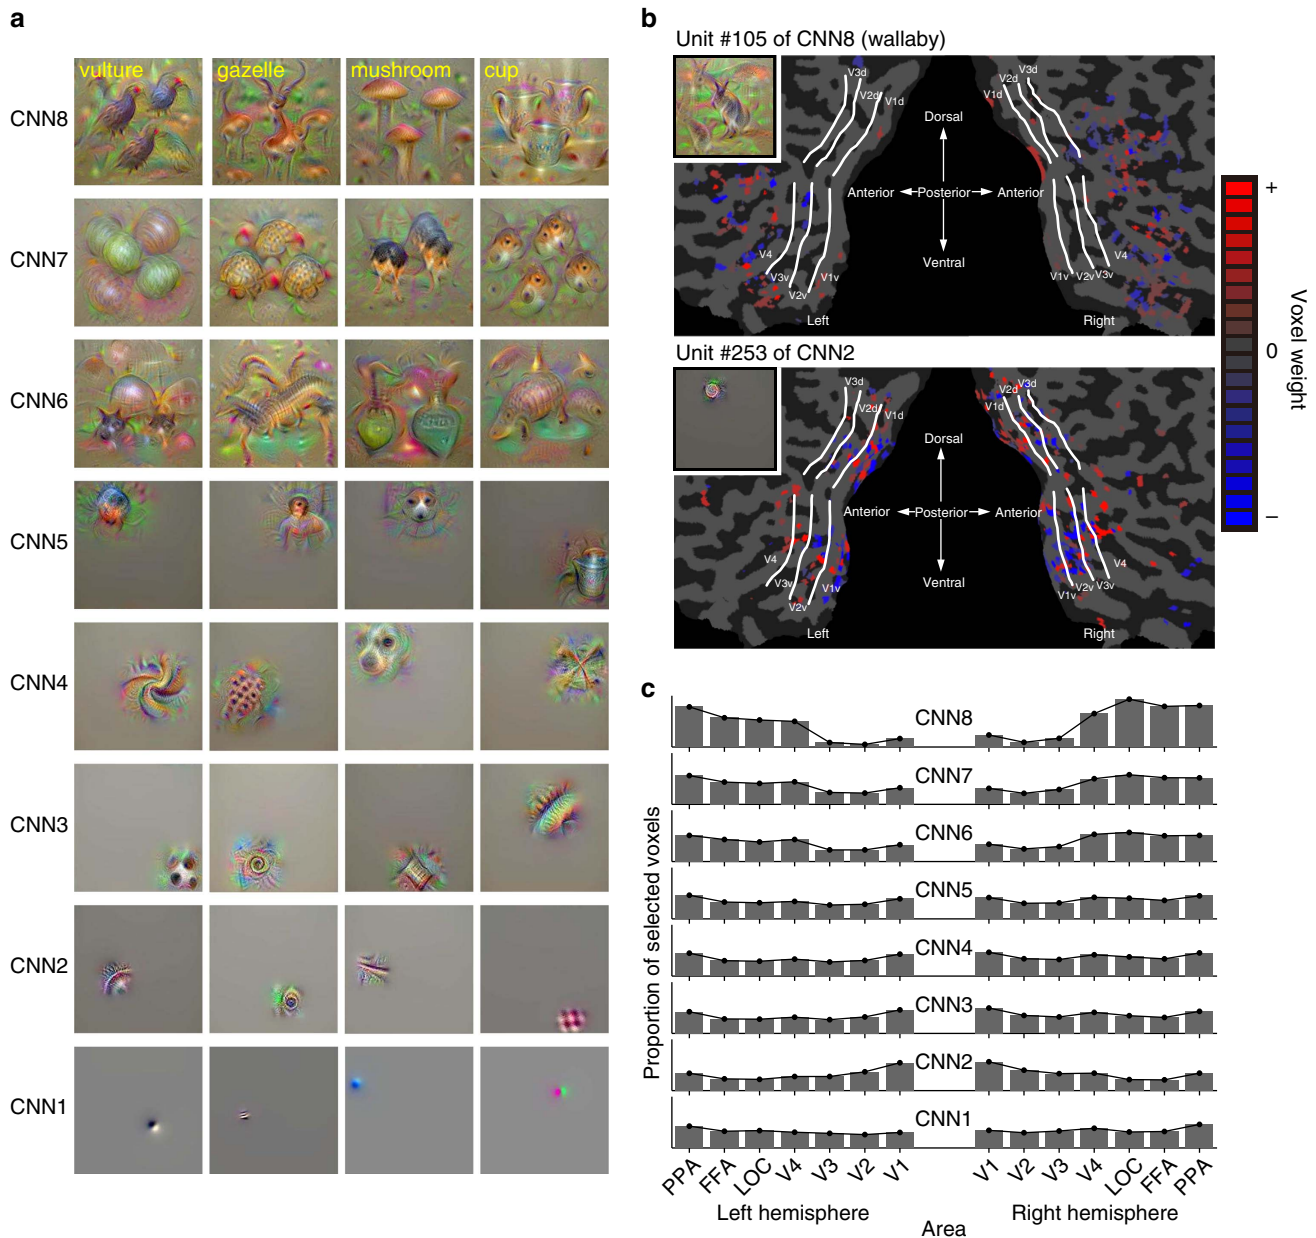 a
vulture gazelle mushroom cup
CNN8
CNN7
CNN6
CNN5
CNN4
CNN3
CNN2
CNN1
b
Unit #105 of CNN8 (wallaby)
V3d V2d V1d
V3d V2d V1d
Dorsal
Anterior Posterior Anterior
Ventral
V4 V3v V2v V1v
V1v V2v V3v V4
Left Right
Unit #253 of CNN2
V3d V2d V1d
V3d V2d V1d
Dorsal
Anterior Posterior Anterior
Ventral
V4 V3v V2v V1v
V1v V2v V3v V4
Left Right
+
0
–
Voxel weight
c
CNN8
CNN7
CNN6
CNN5
CNN4
CNN3
CNN2
CNN1
Proportion of selected voxels
PPA FFA LOC V4 V3 V2 V1
V1 V2 V3 V4 LOC FFA PPA
Left hemisphere Right hemisphere
Area